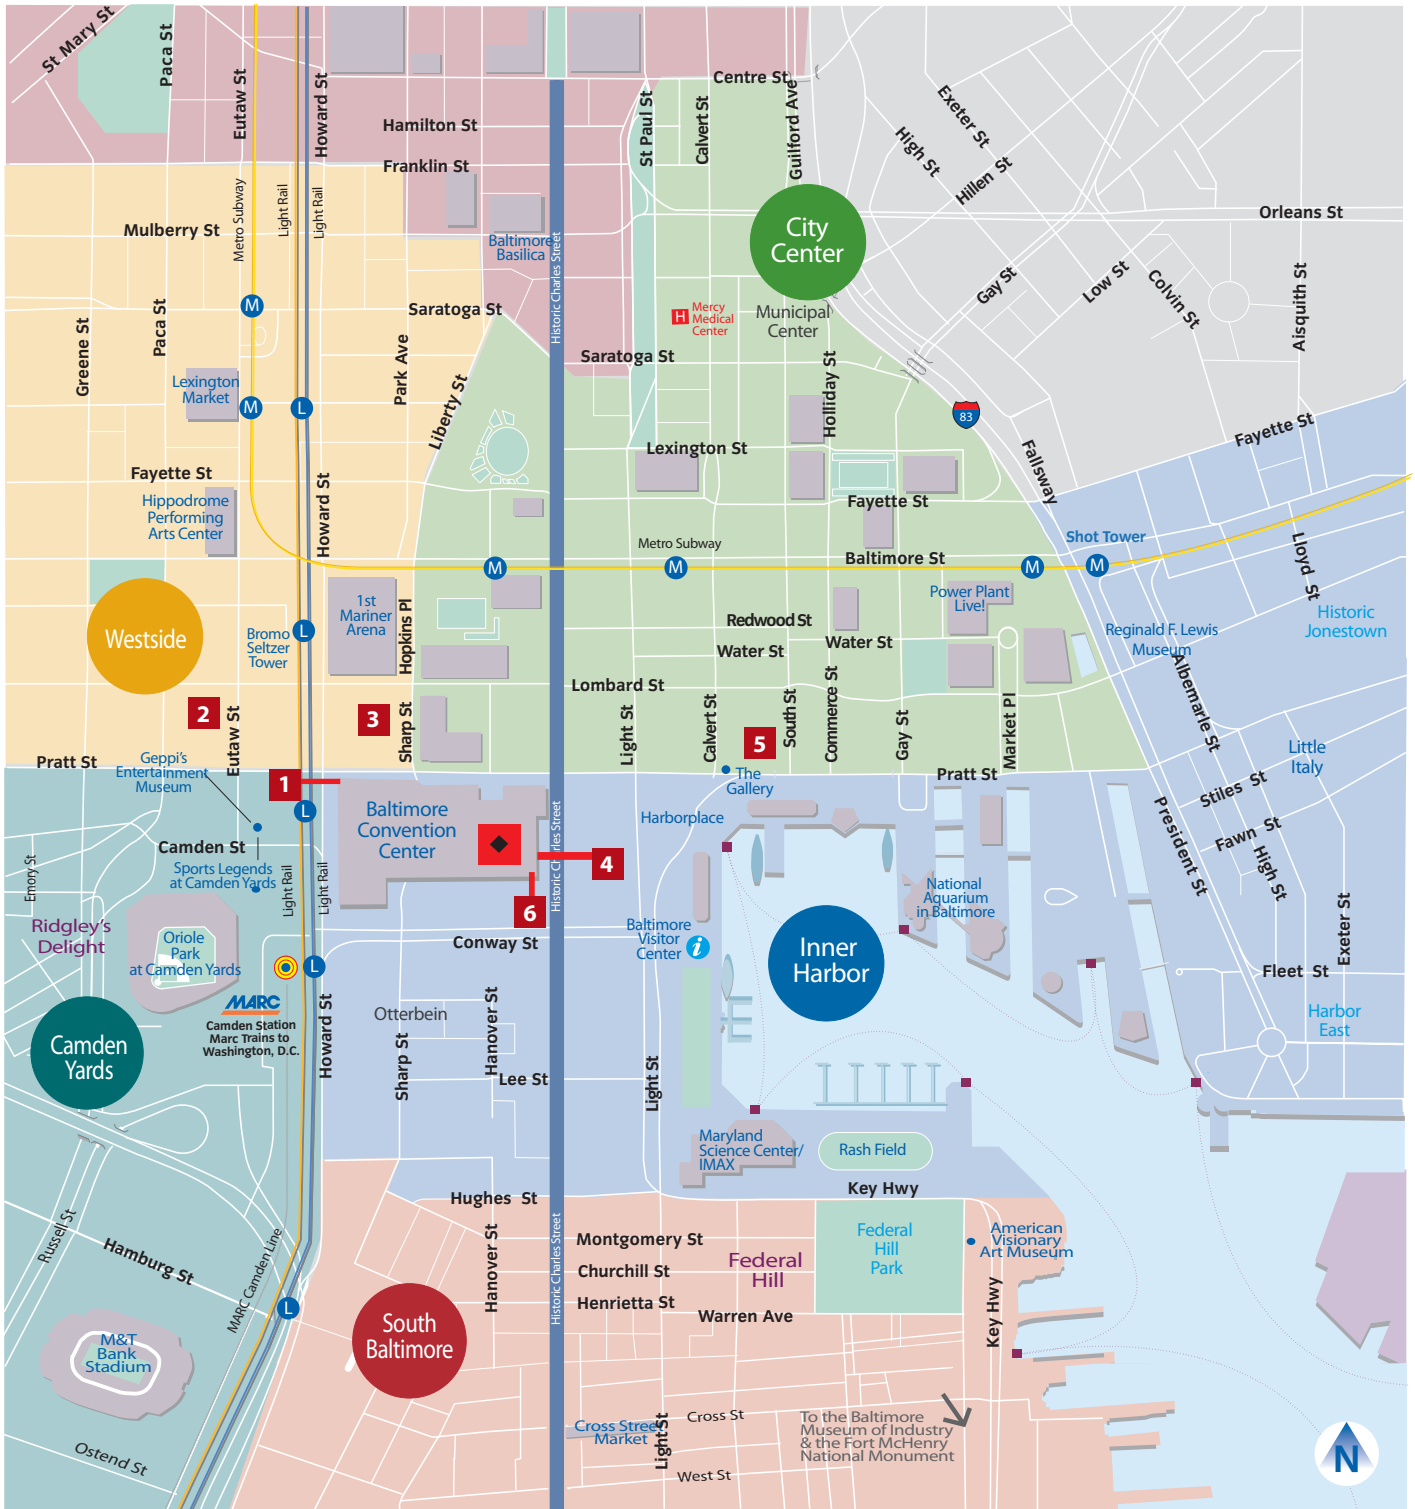 St Mary St
Paca St
Eutaw St
Howard St
Centre St
St Paul St
Calvert St
Guilford Ave
Exeter St
High St
Hillen St
Hamilton St
Franklin St
Mulberry St
Metro Subway
Light Rail
Light Rail
Baltimore
Basilica
Historic Charles Street
City
Center
Orleans St
Gay St
Low St
Colvin St
Aisquith St
M
Saratoga St
H
Mercy
Medical
Center
Municipal
Center
Greene St
Paca St
Park Ave
Liberty St
Saratoga St
Holliday St
Lexington
Market
M
L
83
Fallsway
Fayette St
Lexington St
Fayette St
Howard St
Hippodrome
Performing
Arts Center
Fayette St
Metro Subway
Baltimore St
Shot Tower
M
M
M
M
Lloyd St
Westside
1st
Mariner
Arena
Hopkins Pl
Power Plant
Live!
Historic
Jonestown
Bromo
Seltzer
Tower
L
Redwood St
Water St
Water St
Reginald F. Lewis
Museum
Albemarle St
Lombard St
2
Eutaw St
3
Sharp St
Light St
Calvert St
5
South St
Commerce St
Gay St
Market Pl
Little
Italy
Pratt St
Geppi's
Entertainment
Museum
1
The
Gallery
Pratt St
Stiles St
L
Baltimore
Convention
Center
Historic Charles Street
Harborplace
President St
Fawn St
High St
Camden St
Emory St
Sports Legends
at Camden Yards
Light Rail
Light Rail
4
6
National
Aquarium
in Baltimore
Exeter St
Ridgley's
Delight
Oriole
Park
at Camden Yards
L
Conway St
Baltimore
Visitor
Center
i
Inner
Harbor
Fleet St
MARC
Camden Station
Marc Trains to
Washington, D.C.
Howard St
Otterbein
Hanover St
Harbor
East
Camden
Yards
Sharp St
Lee St
Light St
Maryland
Science Center/
IMAX
Rash Field
Key Hwy
Hughes St
Russell St
Hamburg St
MARC Camden Line
Hanover St
Historic Charles Street
Montgomery St
Churchill St
Henrietta St
Federal
Hill
Warren Ave
Federal
Hill
Park
American
Visionary
Art Museum
Key Hwy
L
South
Baltimore
M&T
Bank
Stadium
Cross Street
Market
Light St
Cross St
West St
To the Baltimore
Museum of Industry
& the Fort McHenry
National Monument
Ostend St
N